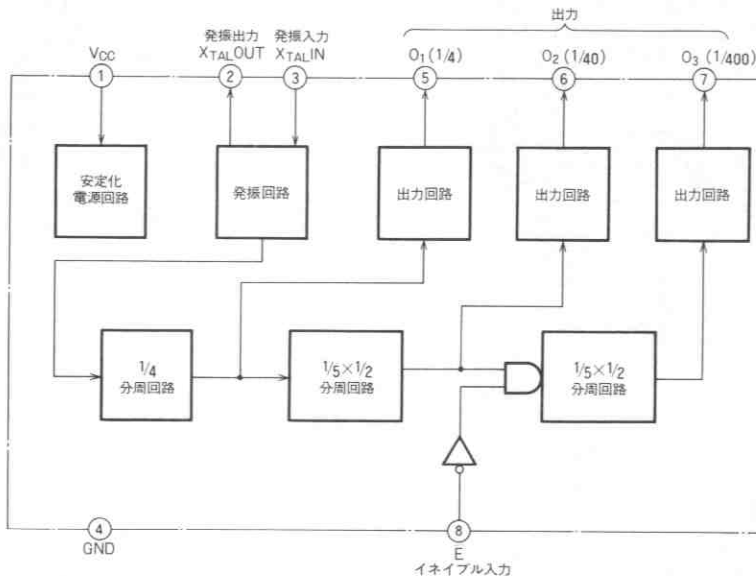 出力
発振出力
発振入力
VCC
XTALOUT
XTALIN
O1 (1/4)
O2 (1/40)
O3 (1/400)
1
2
3
5
6
7
安定化
電源回路
発振回路
出力回路
出力回路
出力回路
1/4
分周回路
1/5×1/2
分周回路
1/5×1/2
分周回路
4
GND
8
E
イネイブル入力